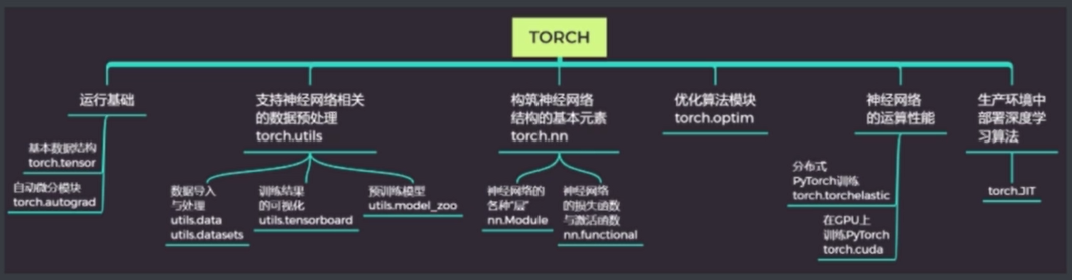 TORCH
运行基础
基本数据结构
torch.tensor
自动微分模块
torch.autograd
支持神经网络相关
的数据预处理
torch.utils
数据导入
与处理
utils.data
utils.datasets
训练结果
的可视化
utils.tensorboard
预训练模型
utils.model_zoo
构筑神经网络
结构的基本元素
torch.nn
神经网络的
各种“层”
nn.Module
神经网络
的损失函数
与激活函数
nn.functional
优化算法模块
torch.optim
神经网络
的运算性能
分布式
PyTorch训练
torch.torchelastic
在GPU上
训练PyTorch
torch.cuda
生产环境中
部署深度学
习算法
torch.JIT